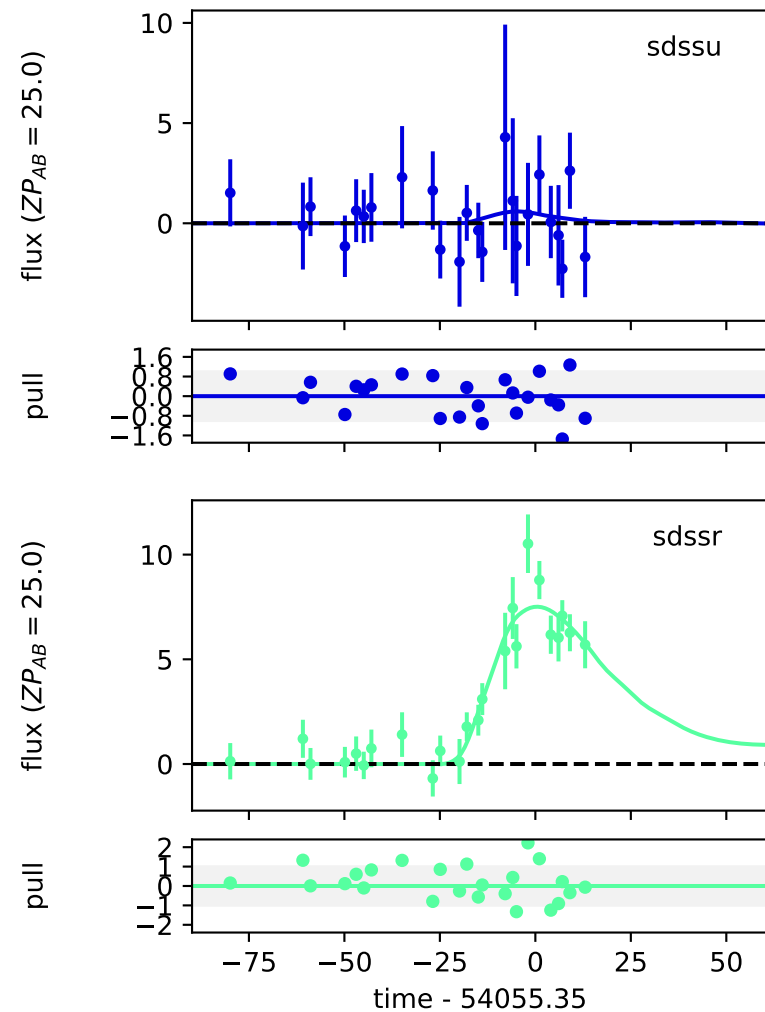 10
5
0
flux (ZP_AB = 25.0)
sdssu
1.6
0.8
0.0
−0.8
−1.6
pull
10
5
0
flux (ZP_AB = 25.0)
sdssr
2
1
0
−1
−2
pull
−75 −50 −25 0 25 50
time - 54055.35